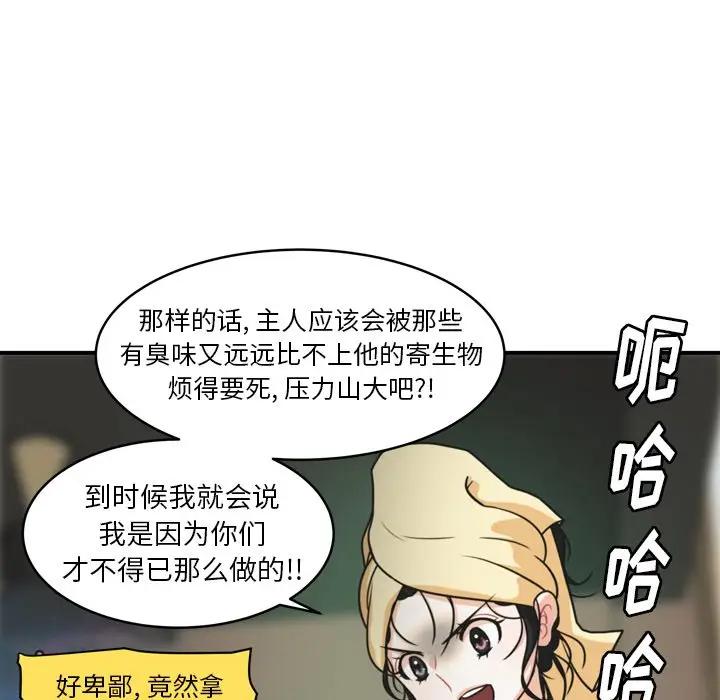 那样的话, 主人应该会被那些
有臭味又远远比不上他的寄生物
烦得要死, 压力山大吧?!
到时候我就会说
我是因为你们
才不得已那么做的!!
呃哈哈哈
好卑鄙, 竟然拿